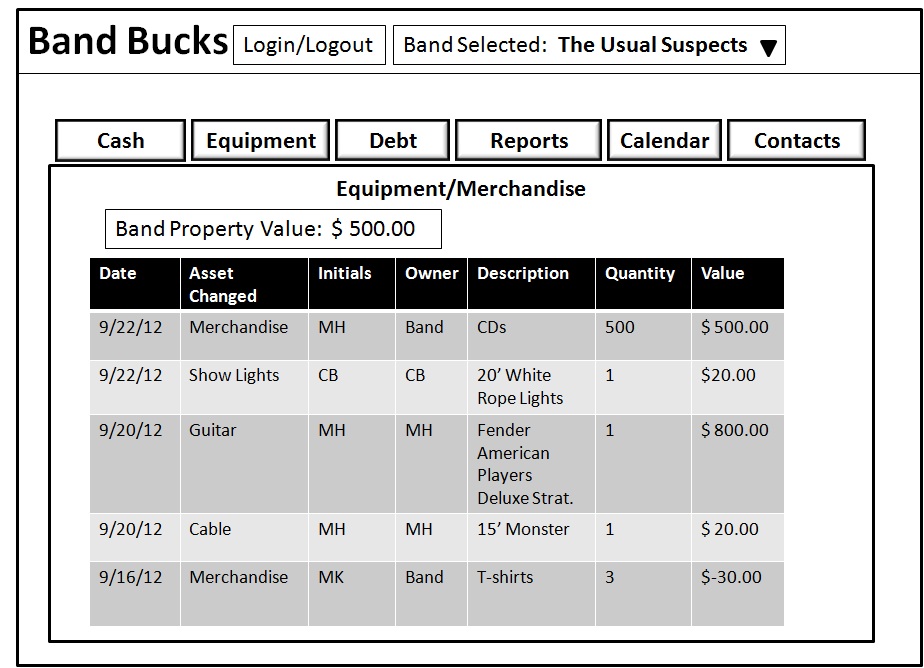 Band Bucks Login/Logout Band Selected: The Usual Suspects ▼
Cash Equipment Debt Reports Calendar Contacts
Equipment/Merchandise
Band Property Value: $ 500.00
Date Asset Initials Owner Description Quantity Value
Changed
9/22/12 Merchandise MH Band CDs 500 $ 500.00
9/22/12 Show Lights CB CB 20’ White 1 $20.00
Rope Lights
9/20/12 Guitar MH MH Fender 1 $ 800.00
American
Players
Deluxe Strat.
9/20/12 Cable MH MH 15’ Monster 1 $ 20.00
9/16/12 Merchandise MK Band T-shirts 3 $-30.00